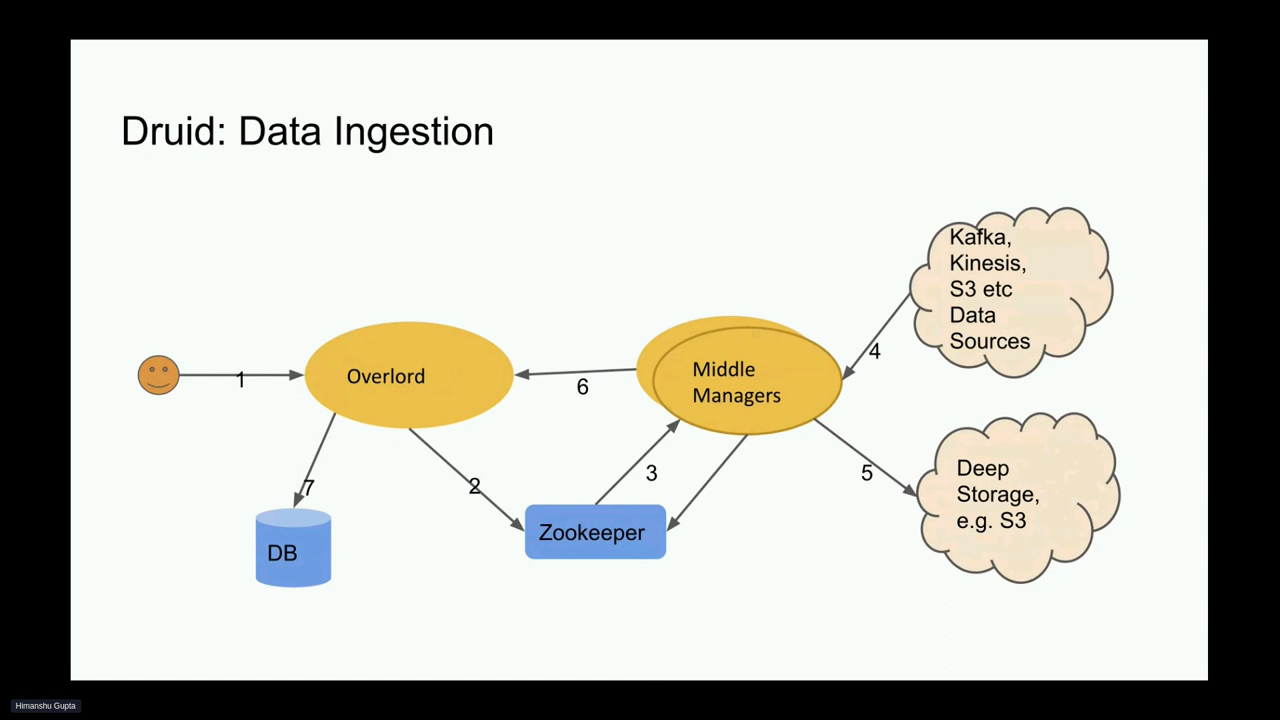 Druid: Data Ingestion
Kafka,
Kinesis,
S3 etc
Data
Sources
4
1
Overlord
6
Middle
Managers
7
2
3
5
Deep
Storage,
e.g. S3
DB
Zookeeper
Himanshu Gupta